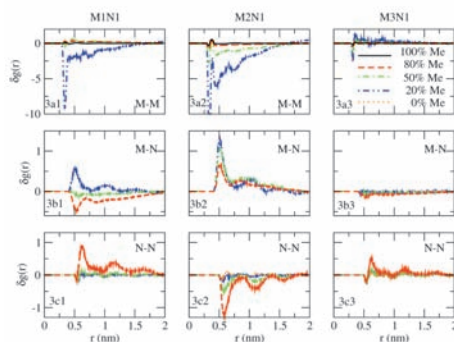 M1N1 M2N1 M3N1
δg(r) 0 -5 -10
3a1 M-M
3a2 M-M
3a3
100% Me
80% Me
50% Me
20% Me
0% Me
δg(r) 1 0
3b1 M-N
3b2 M-N
3b3 M-N
δg(r) 1 0 -1
3c1 N-N
3c2 N-N
3c3 N-N
0 0.5 1 1.5 2 0 0.5 1 1.5 2 0 0.5 1 1.5 2
r (nm) r (nm) r (nm)